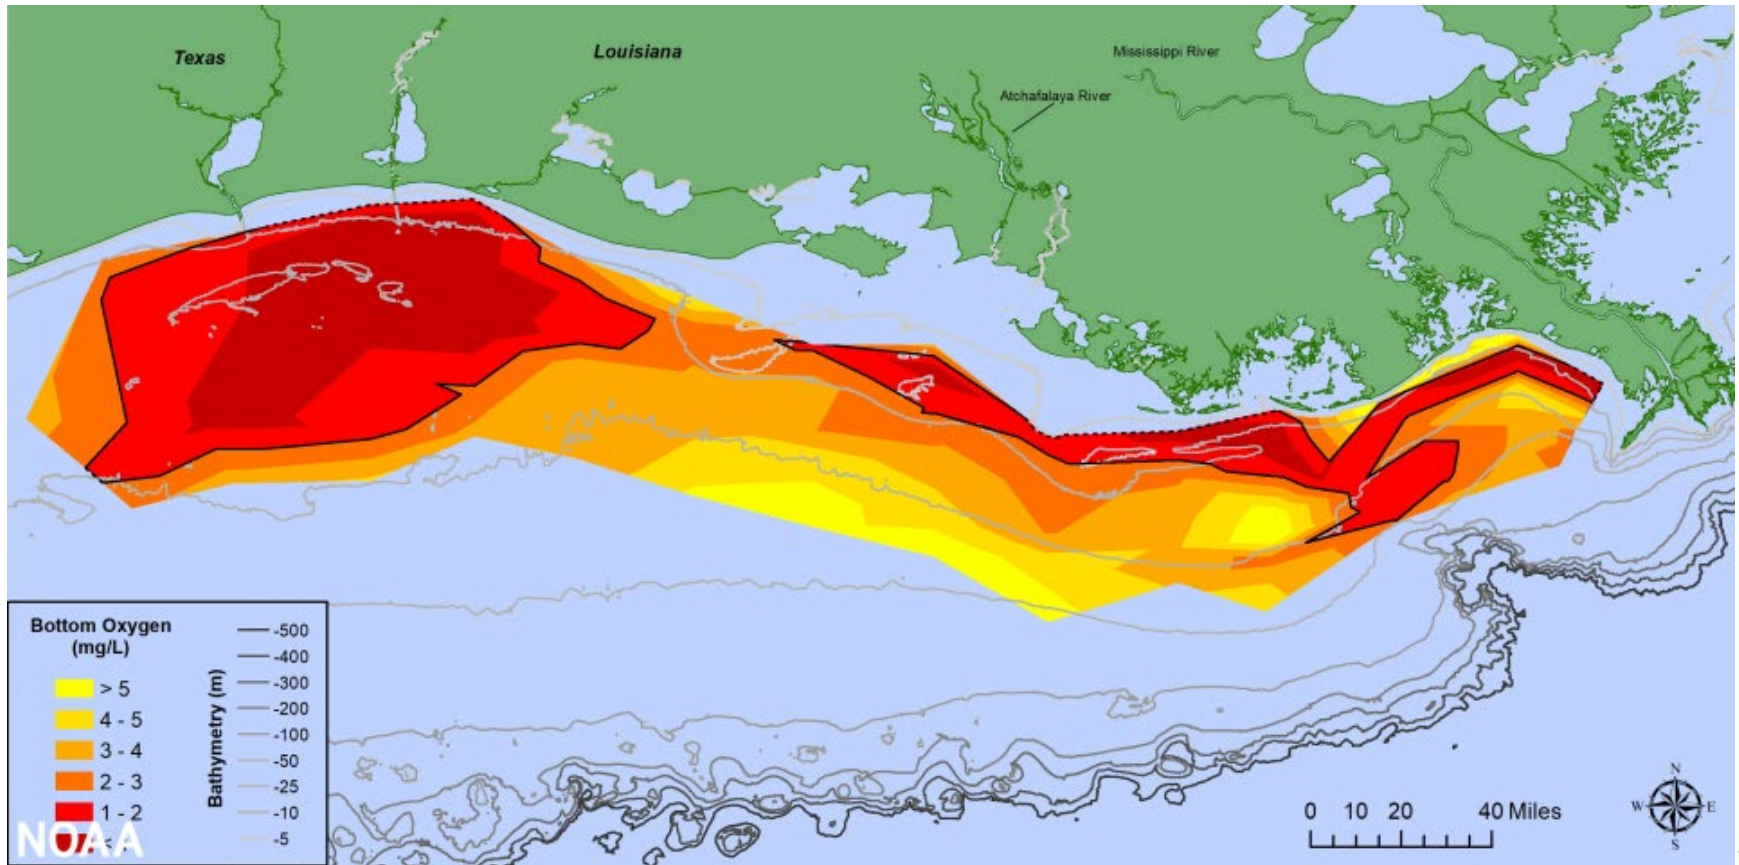 Texas
Louisiana
Mississippi River
Atchafalaya River
Bottom Oxygen
(mg/L)
> 5
4 - 5
3 - 4
2 - 3
1 - 2
Bathymetry (m)
-500
-400
-300
-200
-100
-50
-25
-10
-5
NOAA
0 10 20 40 Miles
N
W E
S